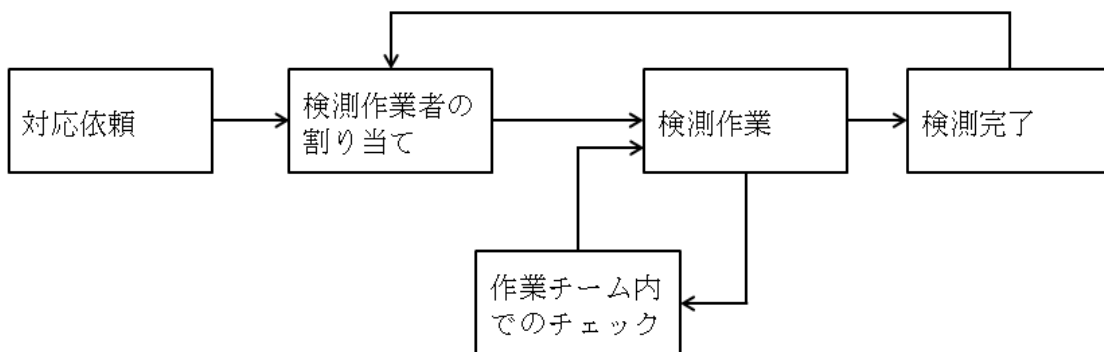 対応依頼
検測作業者の
割り当て
検測作業
検測完了
作業チーム内
でのチェック